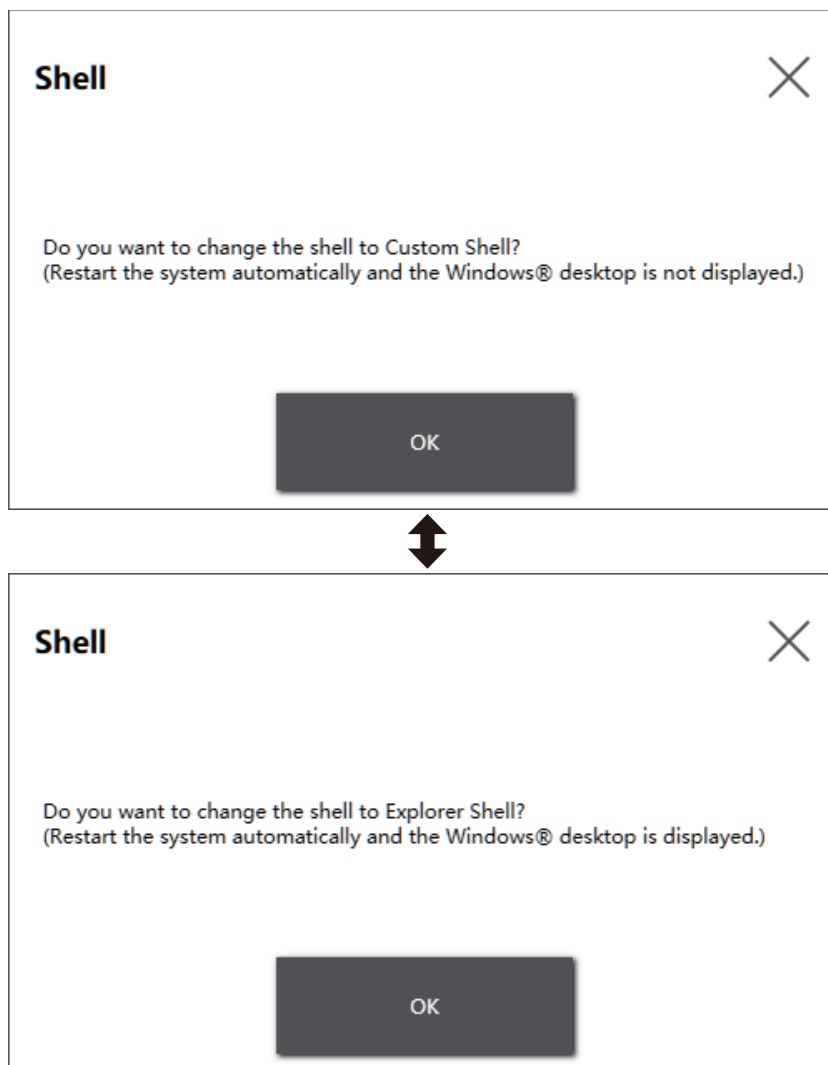 Shell
Do you want to change the shell to Custom Shell?
(Restart the system automatically and the Windows® desktop is not displayed.)
OK
Shell
Do you want to change the shell to Explorer Shell?
(Restart the system automatically and the Windows® desktop is displayed.)
OK